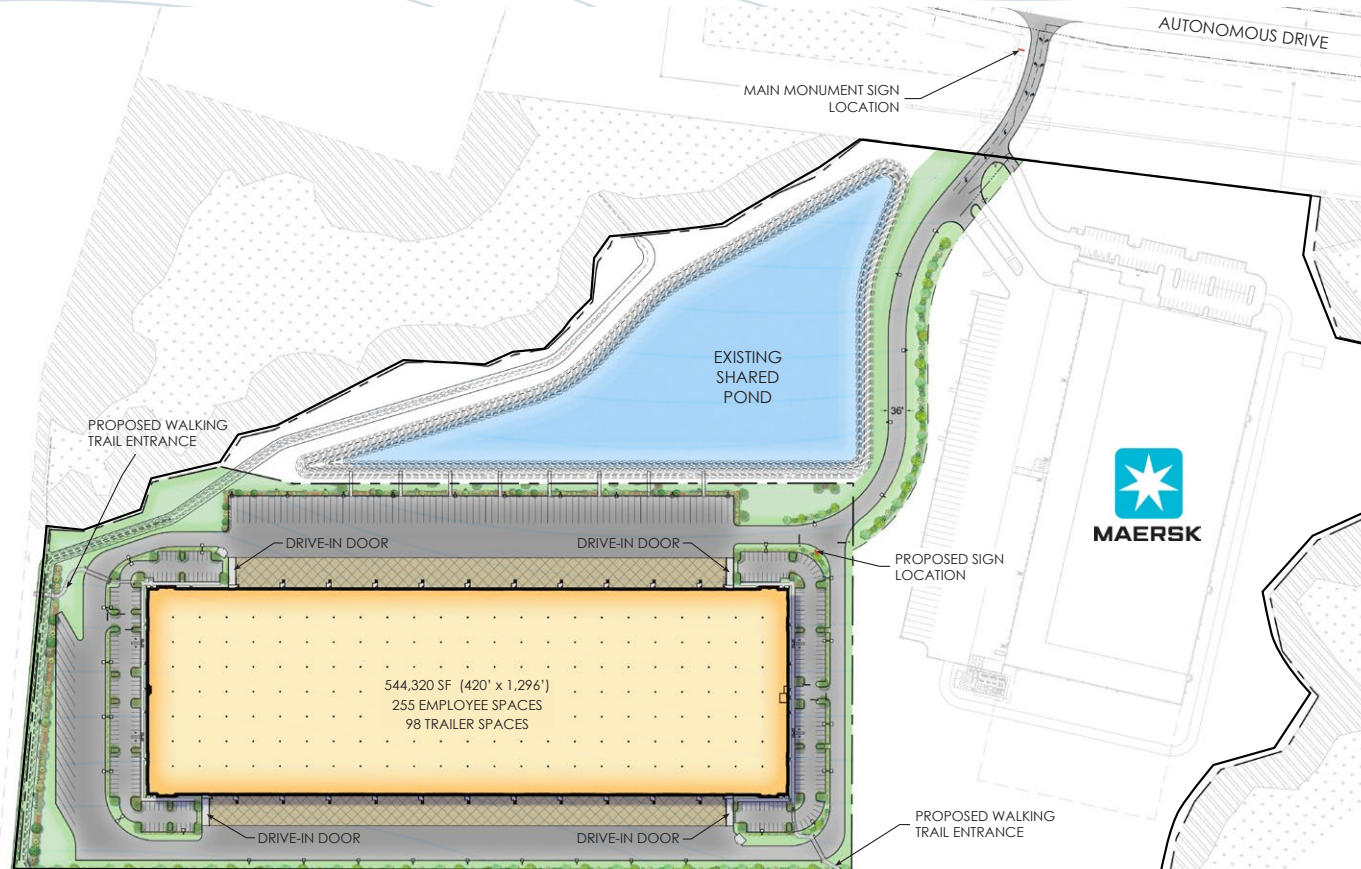 AUTONOMOUS DRIVE
MAIN MONUMENT SIGN
LOCATION
EXISTING
SHARED
POND
36'
PROPOSED WALKING
TRAIL ENTRANCE
MAERSK
DRIVE-IN DOOR
DRIVE-IN DOOR
PROPOSED SIGN
LOCATION
544,320 SF (420' x 1,296')
255 EMPLOYEE SPACES
98 TRAILER SPACES
PROPOSED WALKING
TRAIL ENTRANCE
DRIVE-IN DOOR
DRIVE-IN DOOR